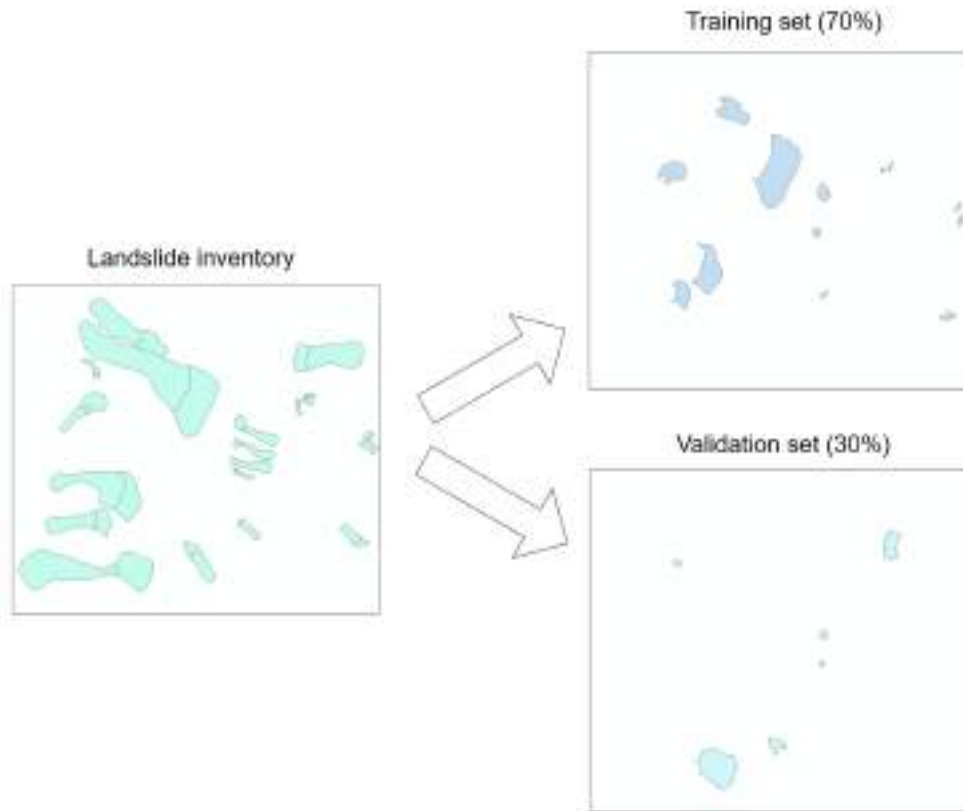 Training set (70%)
Landslide inventory
Validation set (30%)